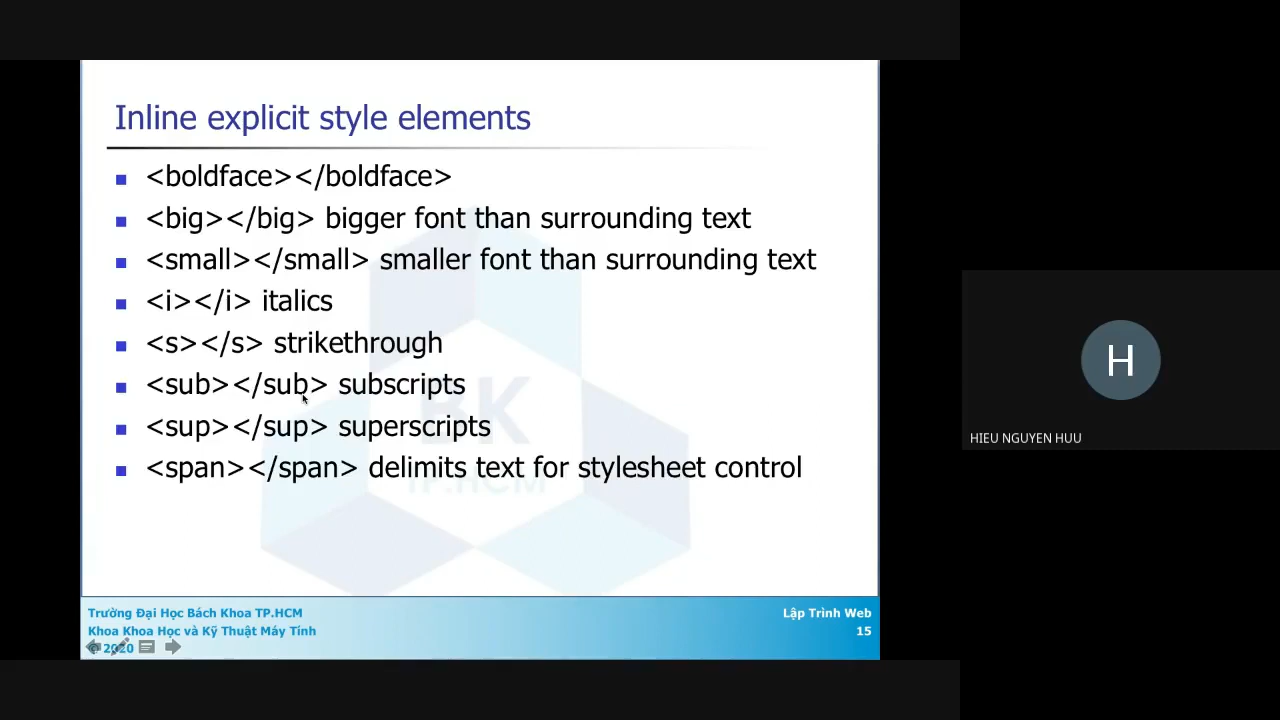 Inline explicit style elements
<boldface></boldface>
<big></big> bigger font than surrounding text
<small></small> smaller font than surrounding text
<i></i> italics
<s></s> strikethrough
<sub></sub> subscripts
<sup></sup> superscripts
<span></span> delimits text for stylesheet control
BK
TP.HCM
Trường Đại Học Bách Khoa TP.HCM
Khoa Khoa Học và Kỹ Thuật Máy Tính
© 2020
Lập Trình Web
15
H
HIEU NGUYEN HUU